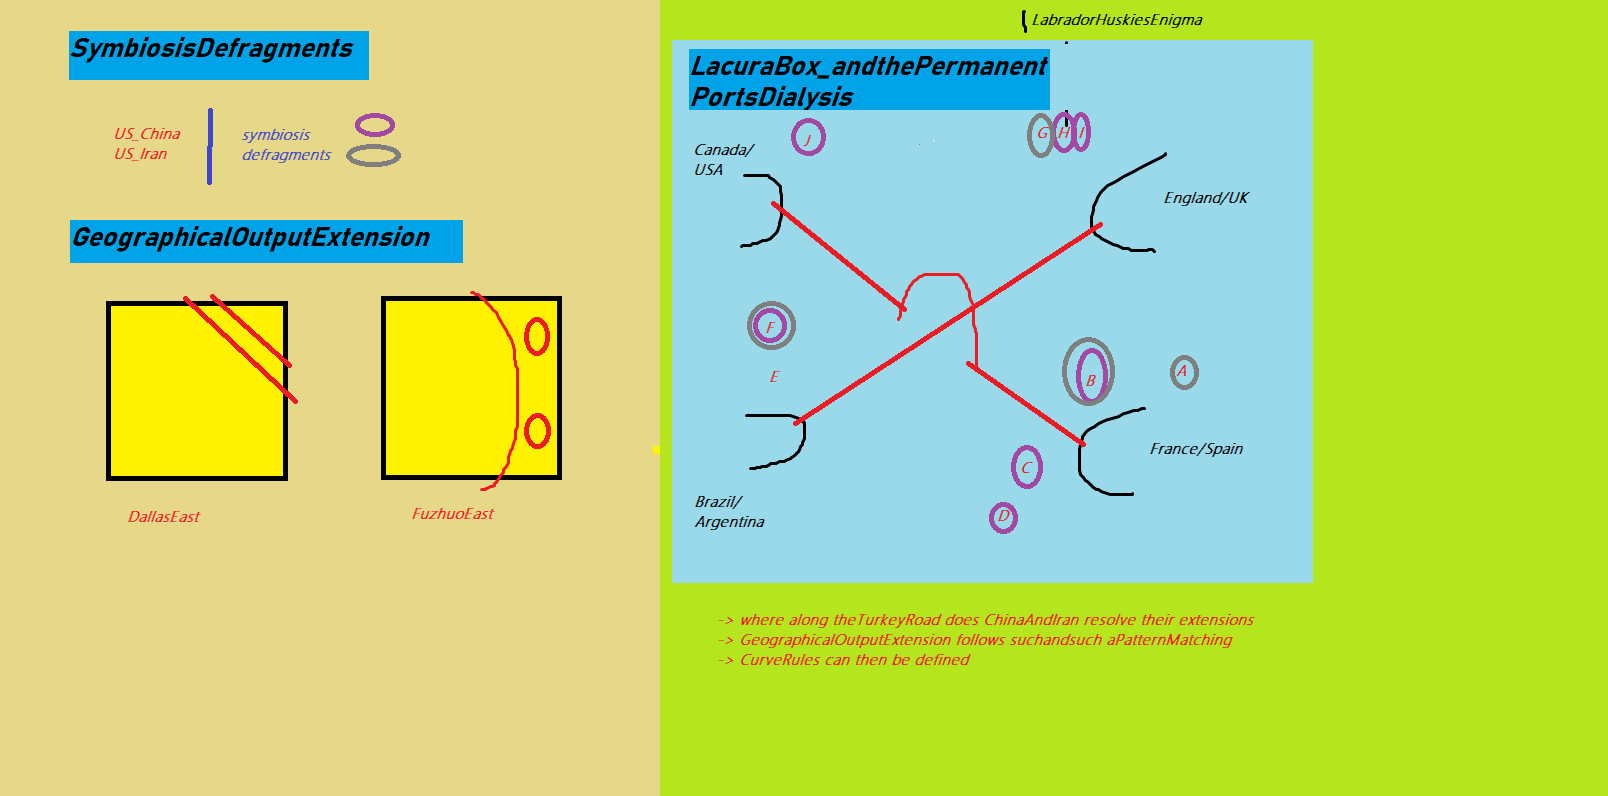 SymbiosisDefragments
US_China
US_Iran
symbiosis
defragments
GeographicalOutputExtension
DallasEast
FuzhuoEast
LabradorHuskiesEnigma
LacuraBox_andthePermanent
PortsDialysis
J
G H I
Canada/
USA
England/UK
F
E
B
A
France/Spain
C
D
Brazil/
Argentina
-> where along theTurkeyRoad does ChinaAndIran resolve their extensions
-> GeographicalOutputExtension follows suchandsuch aPatternMatching
-> CurveRules can then be defined